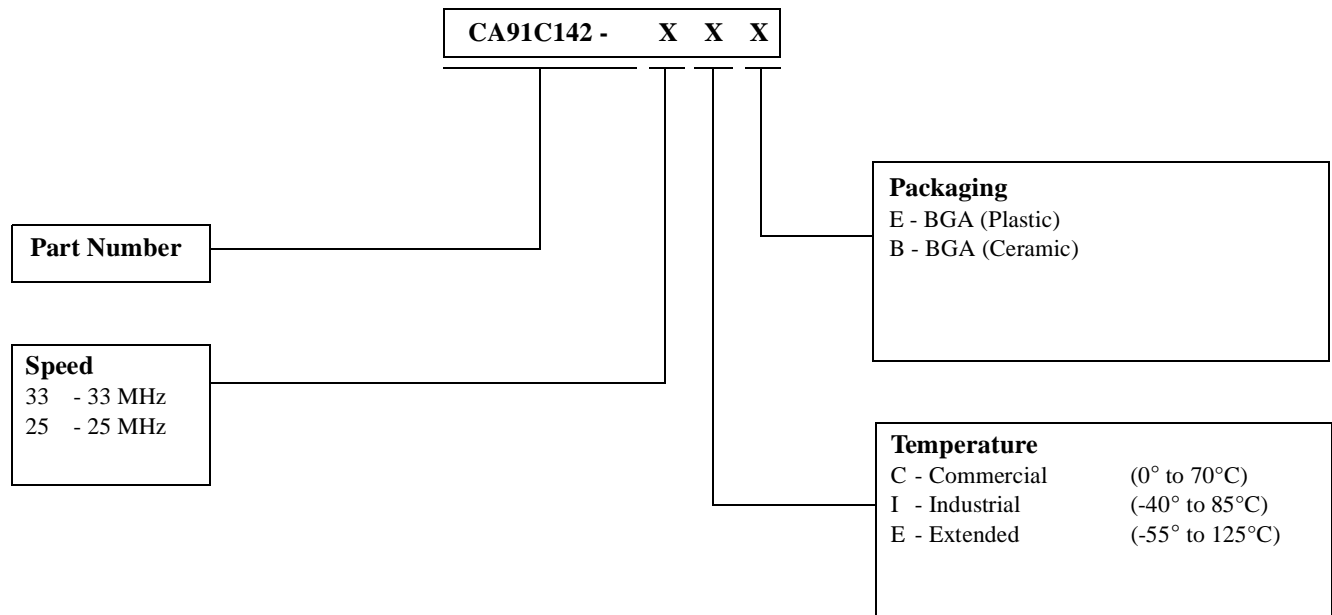 CA91C142 - X X X
Packaging
E - BGA (Plastic)
B - BGA (Ceramic)
Part Number
Speed
33 - 33 MHz
25 - 25 MHz
Temperature
C - Commercial (0° to 70°C)
I - Industrial (-40° to 85°C)
E - Extended (-55° to 125°C)